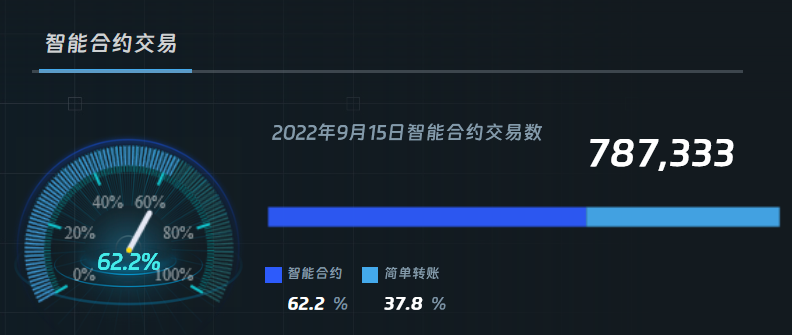 智能合约交易
2022年9月15日智能合约交易数
787,333
40% 60%
20% 80%
0% 100%
62.2%
智能合约 简单转账
62.2 % 37.8 %